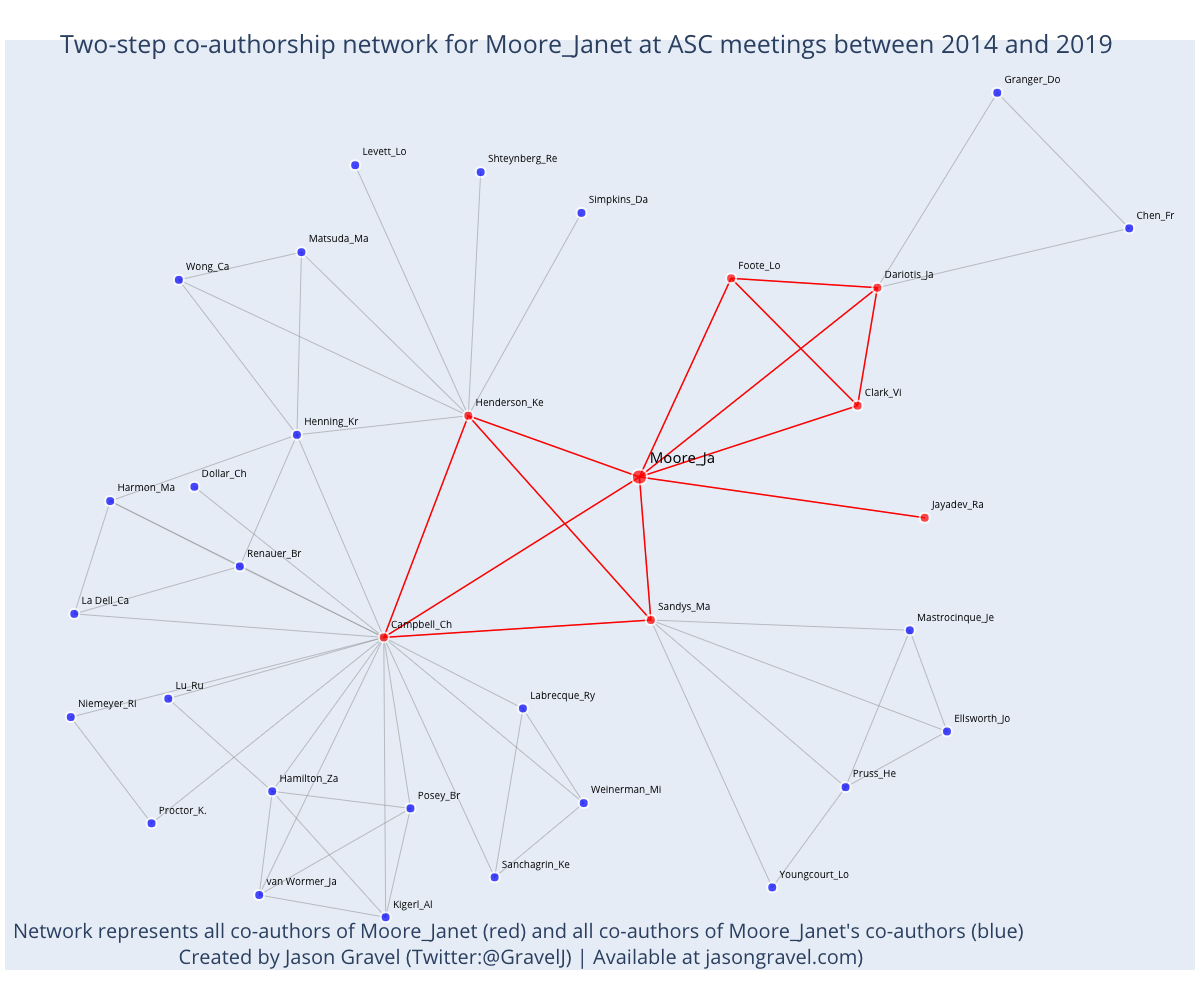 Two-step co-authorship network for Moore_Janet at ASC meetings between 2014 and 2019
Granger_Do
Levett_Lo
Shteynberg_Re
Simpkins_Da
Chen_Fr
Matsuda_Ma
Wong_Ca
Foote_Lo
Dariotis_Ja
Clark_Vi
Henderson_Ke
Henning_Kr
Moore_Ja
Dollar_Ch
Harmon_Ma
Jayadev_Ra
Renauer_Br
La Dell_Ca
Sandys_Ma
Mastrocinque_Je
Campbell_Ch
Lu_Ru
Labrecque_Ry
Niemeyer_Ri
Ellsworth_Jo
Pruss_He
Hamilton_Za
Weinerman_Mi
Posey_Br
Proctor_K.
Sanchagrin_Ke
Youngcourt_Lo
van Wormer_Ja
Kigerl_Al
Network represents all co-authors of Moore_Janet (red) and all co-authors of Moore_Janet's co-authors (blue)
Created by Jason Gravel (Twitter:@GravelJ) | Available at jasongravel.com)